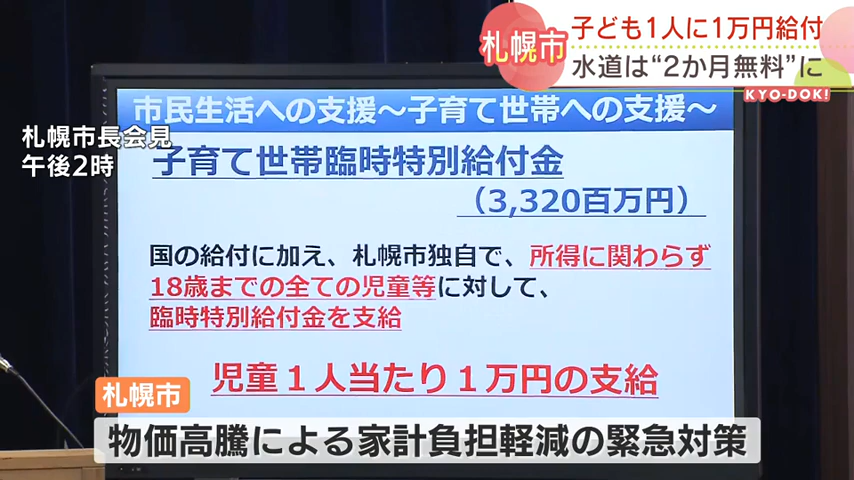 札幌市
子ども1人に1万円給付
水道は“2か月無料”に
KYO-DOK!
札幌市長会見
午後2時
市民生活への支援～子育て世帯への支援～
子育て世帯臨時特別給付金
（3,320百万円）
国の給付に加え、札幌市独自で、所得に関わらず
18歳までの全ての児童等に対して、
臨時特別給付金を支給
児童１人当たり１万円の支給
札幌市
物価高騰による家計負担軽減の緊急対策